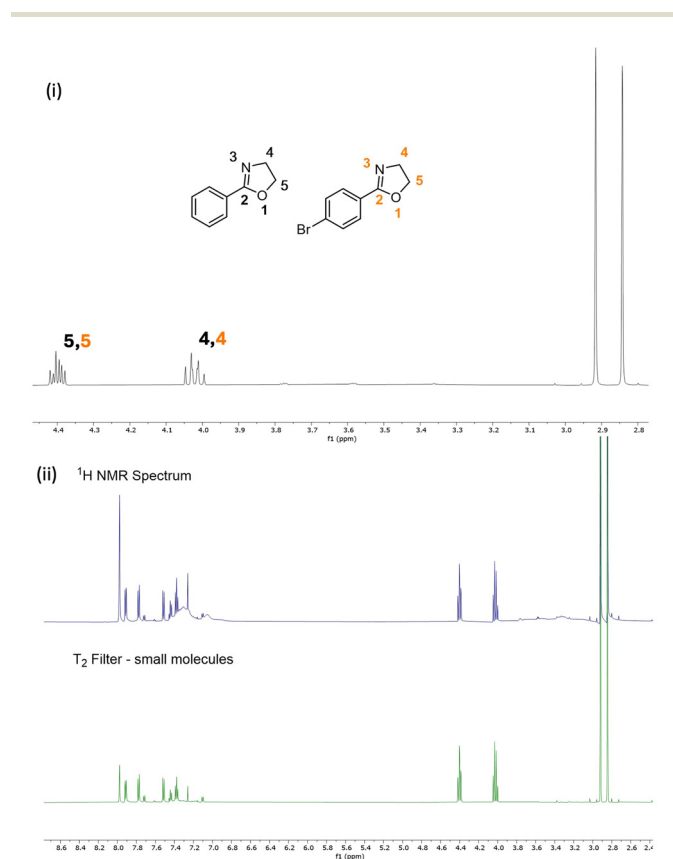 (i)
4
3
N
5
2
O
1
4
3
N
5
2
O
1
Br
5,5
4,4
4.4 4.3 4.2 4.1 4.0 3.9 3.8 3.7 3.6 3.5 3.4 3.3 3.2 3.1 3.0 2.9 2.8
f1 (ppm)
(ii) ¹H NMR Spectrum
T₂ Filter - small molecules
8.6 8.4 8.2 8.0 7.8 7.6 7.4 7.2 7.0 6.8 6.6 6.4 6.2 6.0 5.8 5.6 5.4 5.2 5.0 4.8 4.6 4.4 4.2 4.0 3.8 3.6 3.4 3.2 3.0 2.8 2.6 2.4
f1 (ppm)